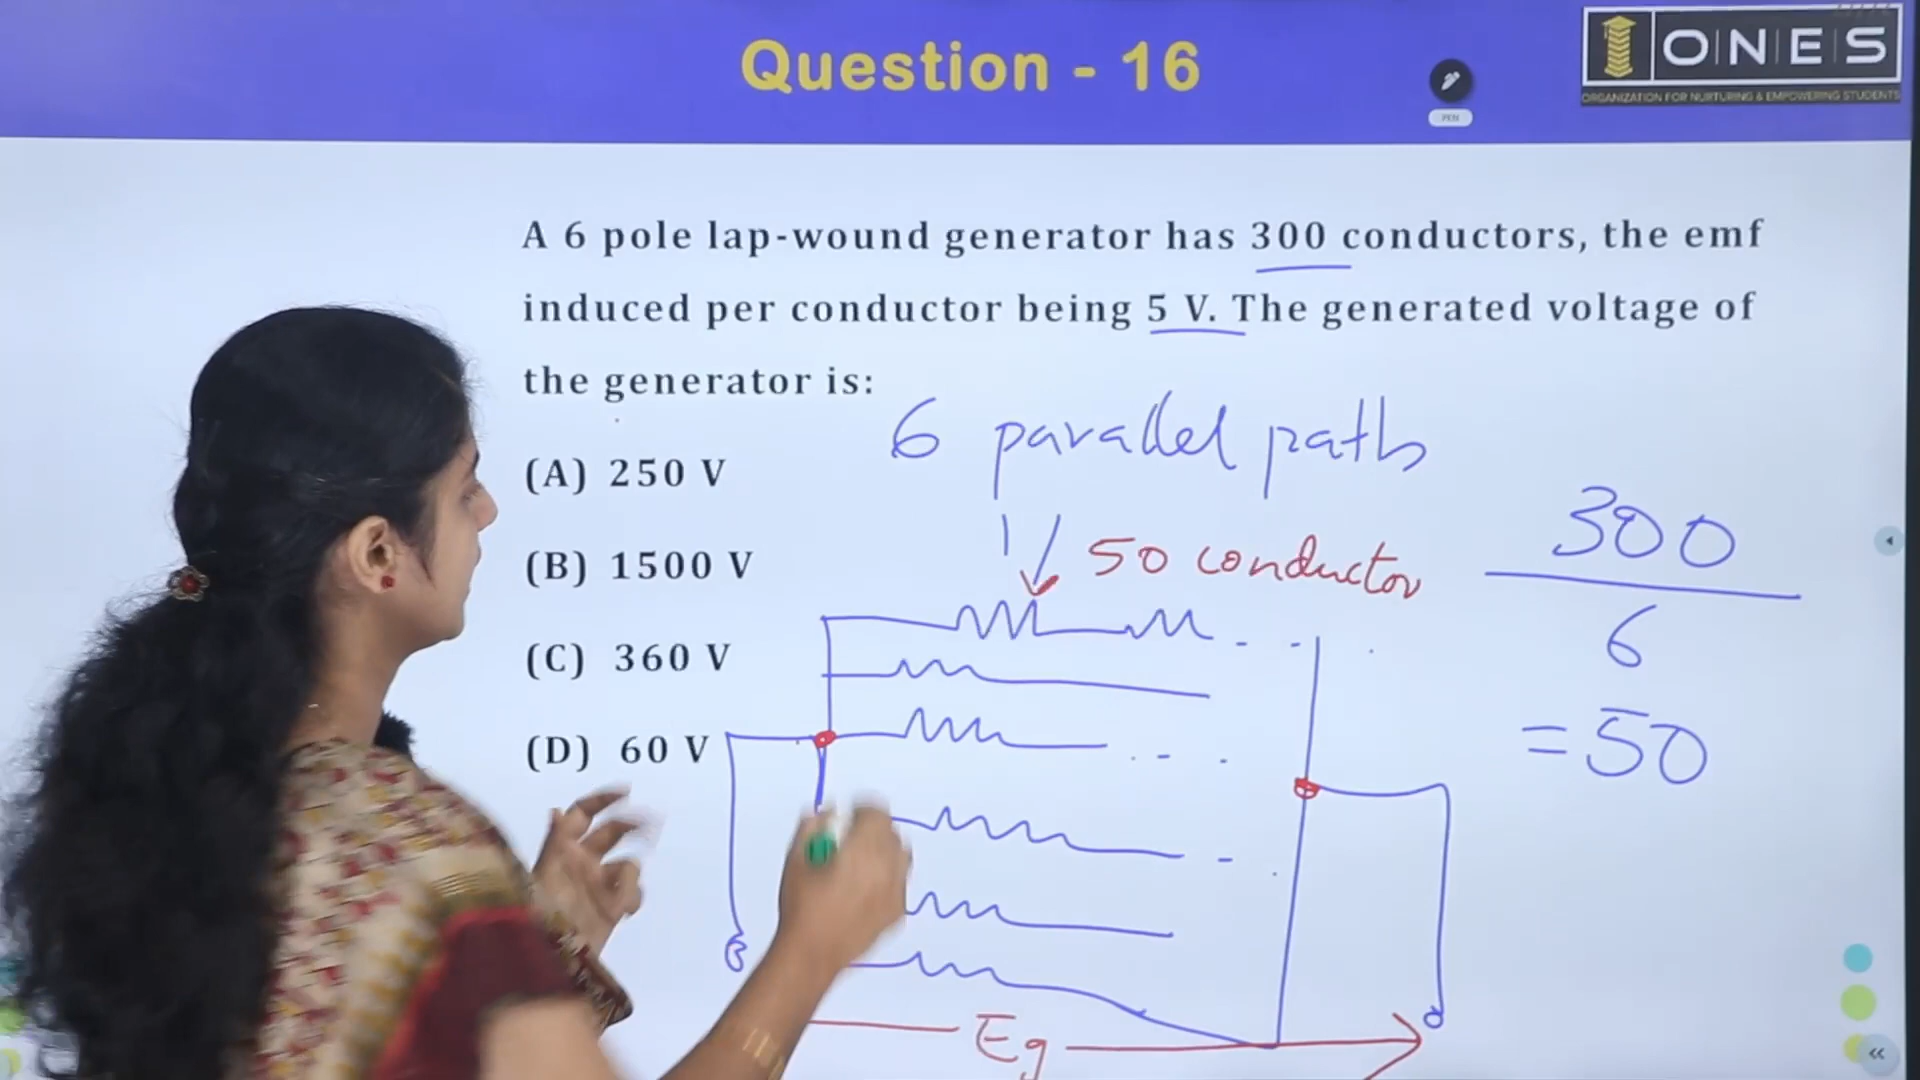 Question - 16
PEN
O|N|E|S
ORGANIZATION FOR NURTURING & EMPOWERING STUDENTS
A 6 pole lap-wound generator has 300 conductors, the emf
induced per conductor being 5 V. The generated voltage of
the generator is:
6 parallel path
(A) 250 V
300
50 conductor
(B) 1500 V
6
(C) 360 V
= 50
(D) 60 V
Eg